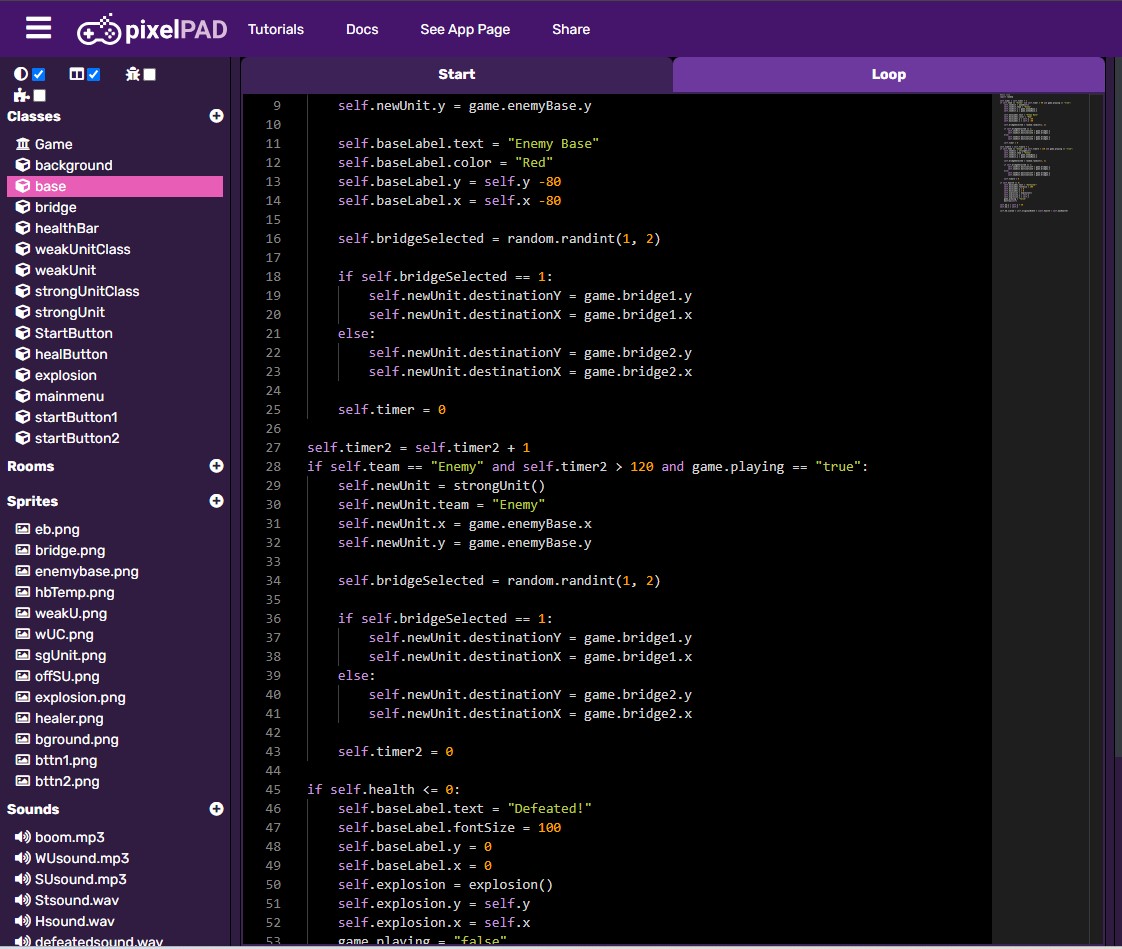 pixelPAD Tutorials Docs See App Page Share
Classes
Game
background
base
bridge
healthBar
weakUnitClass
weakUnit
strongUnitClass
strongUnit
StartButton
healButton
explosion
mainmenu
startButton1
startButton2
Rooms
Sprites
eb.png
bridge.png
enemybase.png
hbTemp.png
weakU.png
wUC.png
sgUnit.png
offSU.png
explosion.png
healer.png
bground.png
bttn1.png
bttn2.png
Sounds
boom.mp3
WUsound.mp3
SUsound.mp3
Stsound.wav
Hsound.wav
defeatedsound.wav
Start Loop
9 self.newUnit.y = game.enemyBase.y
10
11 self.baseLabel.text = "Enemy Base"
12 self.baseLabel.color = "Red"
13 self.baseLabel.y = self.y -80
14 self.baseLabel.x = self.x -80
15
16 self.bridgeSelected = random.randint(1, 2)
17
18 if self.bridgeSelected == 1:
19 self.newUnit.destinationY = game.bridge1.y
20 self.newUnit.destinationX = game.bridge1.x
21 else:
22 self.newUnit.destinationY = game.bridge2.y
23 self.newUnit.destinationX = game.bridge2.x
24
25 self.timer = 0
26
27 self.timer2 = self.timer2 + 1
28 if self.team == "Enemy" and self.timer2 > 120 and game.playing == "true":
29 self.newUnit = strongUnit()
30 self.newUnit.team = "Enemy"
31 self.newUnit.x = game.enemyBase.x
32 self.newUnit.y = game.enemyBase.y
33
34 self.bridgeSelected = random.randint(1, 2)
35
36 if self.bridgeSelected == 1:
37 self.newUnit.destinationY = game.bridge1.y
38 self.newUnit.destinationX = game.bridge1.x
39 else:
40 self.newUnit.destinationY = game.bridge2.y
41 self.newUnit.destinationX = game.bridge2.x
42
43 self.timer2 = 0
44
45 if self.health <= 0:
46 self.baseLabel.text = "Defeated!"
47 self.baseLabel.fontSize = 100
48 self.baseLabel.y = 0
49 self.baseLabel.x = 0
50 self.explosion = explosion()
51 self.explosion.y = self.y
52 self.explosion.x = self.x
53 game.playing = "false"